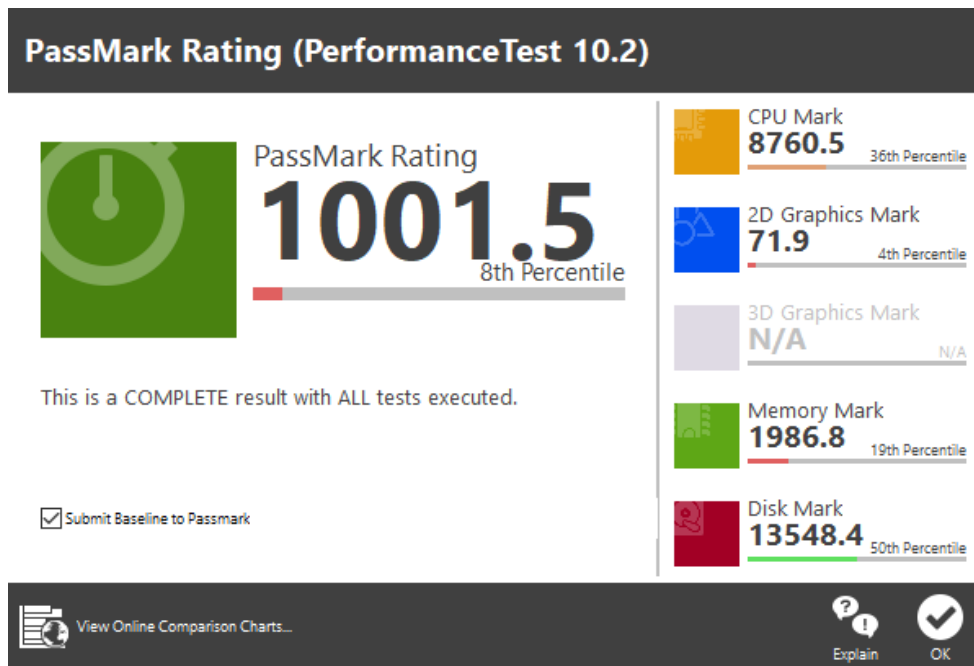 PassMark Rating (PerformanceTest 10.2)
PassMark Rating
1001.5
8th Percentile
This is a COMPLETE result with ALL tests executed.
Submit Baseline to Passmark
CPU Mark
8760.5
36th Percentile
2D Graphics Mark
71.9
4th Percentile
3D Graphics Mark
N/A
N/A
Memory Mark
1986.8
19th Percentile
Disk Mark
13548.4
50th Percentile
View Online Comparison Charts...
Explain
OK